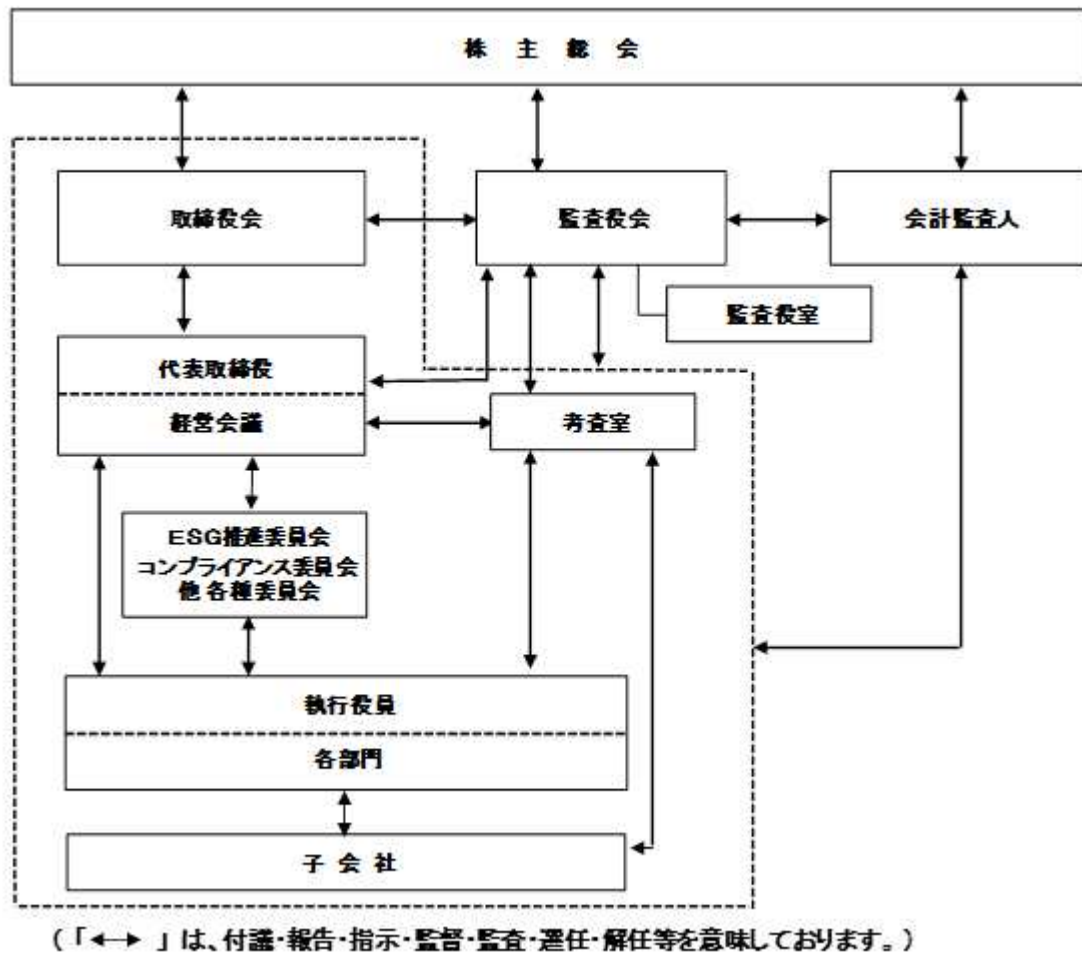 株 主 総 会
取締役会
監査役会
会計監査人
監査役室
代表取締役
経営会議
考査室
ESG推進委員会
コンプライアンス委員会
他 各種委員会
執行役員
各部門
子 会 社
(「←→ 」は、付議・報告・指示・監督・監査・選任・解任等を意味しております。)